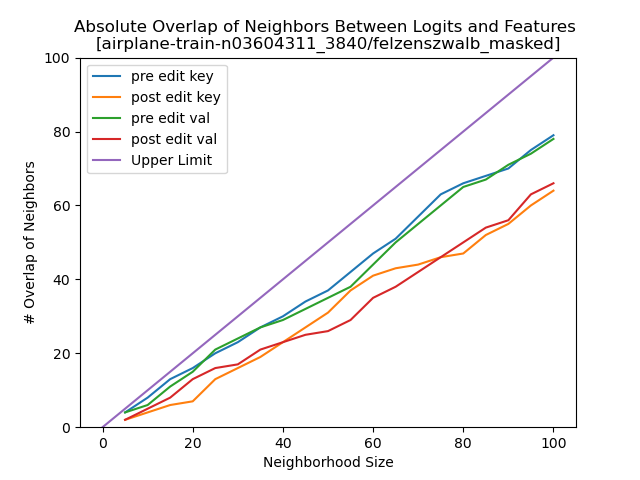 Absolute Overlap of Neighbors Between Logits and Features
[airplane-train-n03604311_3840/felzenszwalb_masked]
pre edit key
post edit key
pre edit val
post edit val
Upper Limit
# Overlap of Neighbors
100
80
60
40
20
0
0 20 40 60 80 100
Neighborhood Size